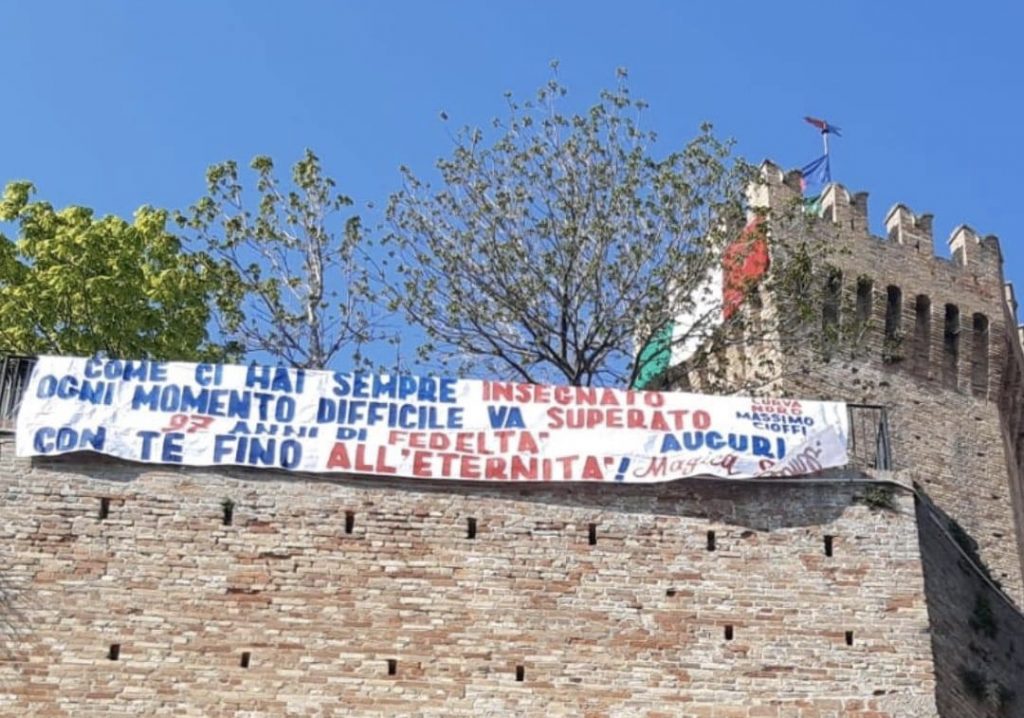 COME CI HAI SEMPRE INSEGNATO
OGNI MOMENTO DIFFICILE VA SUPERATO
97 ANNI DI FEDELTA'
AUGURI
CON TE FINO ALL'ETERNITA'! Magica
CURVA
NORD
MASSIMO
CIOFFI